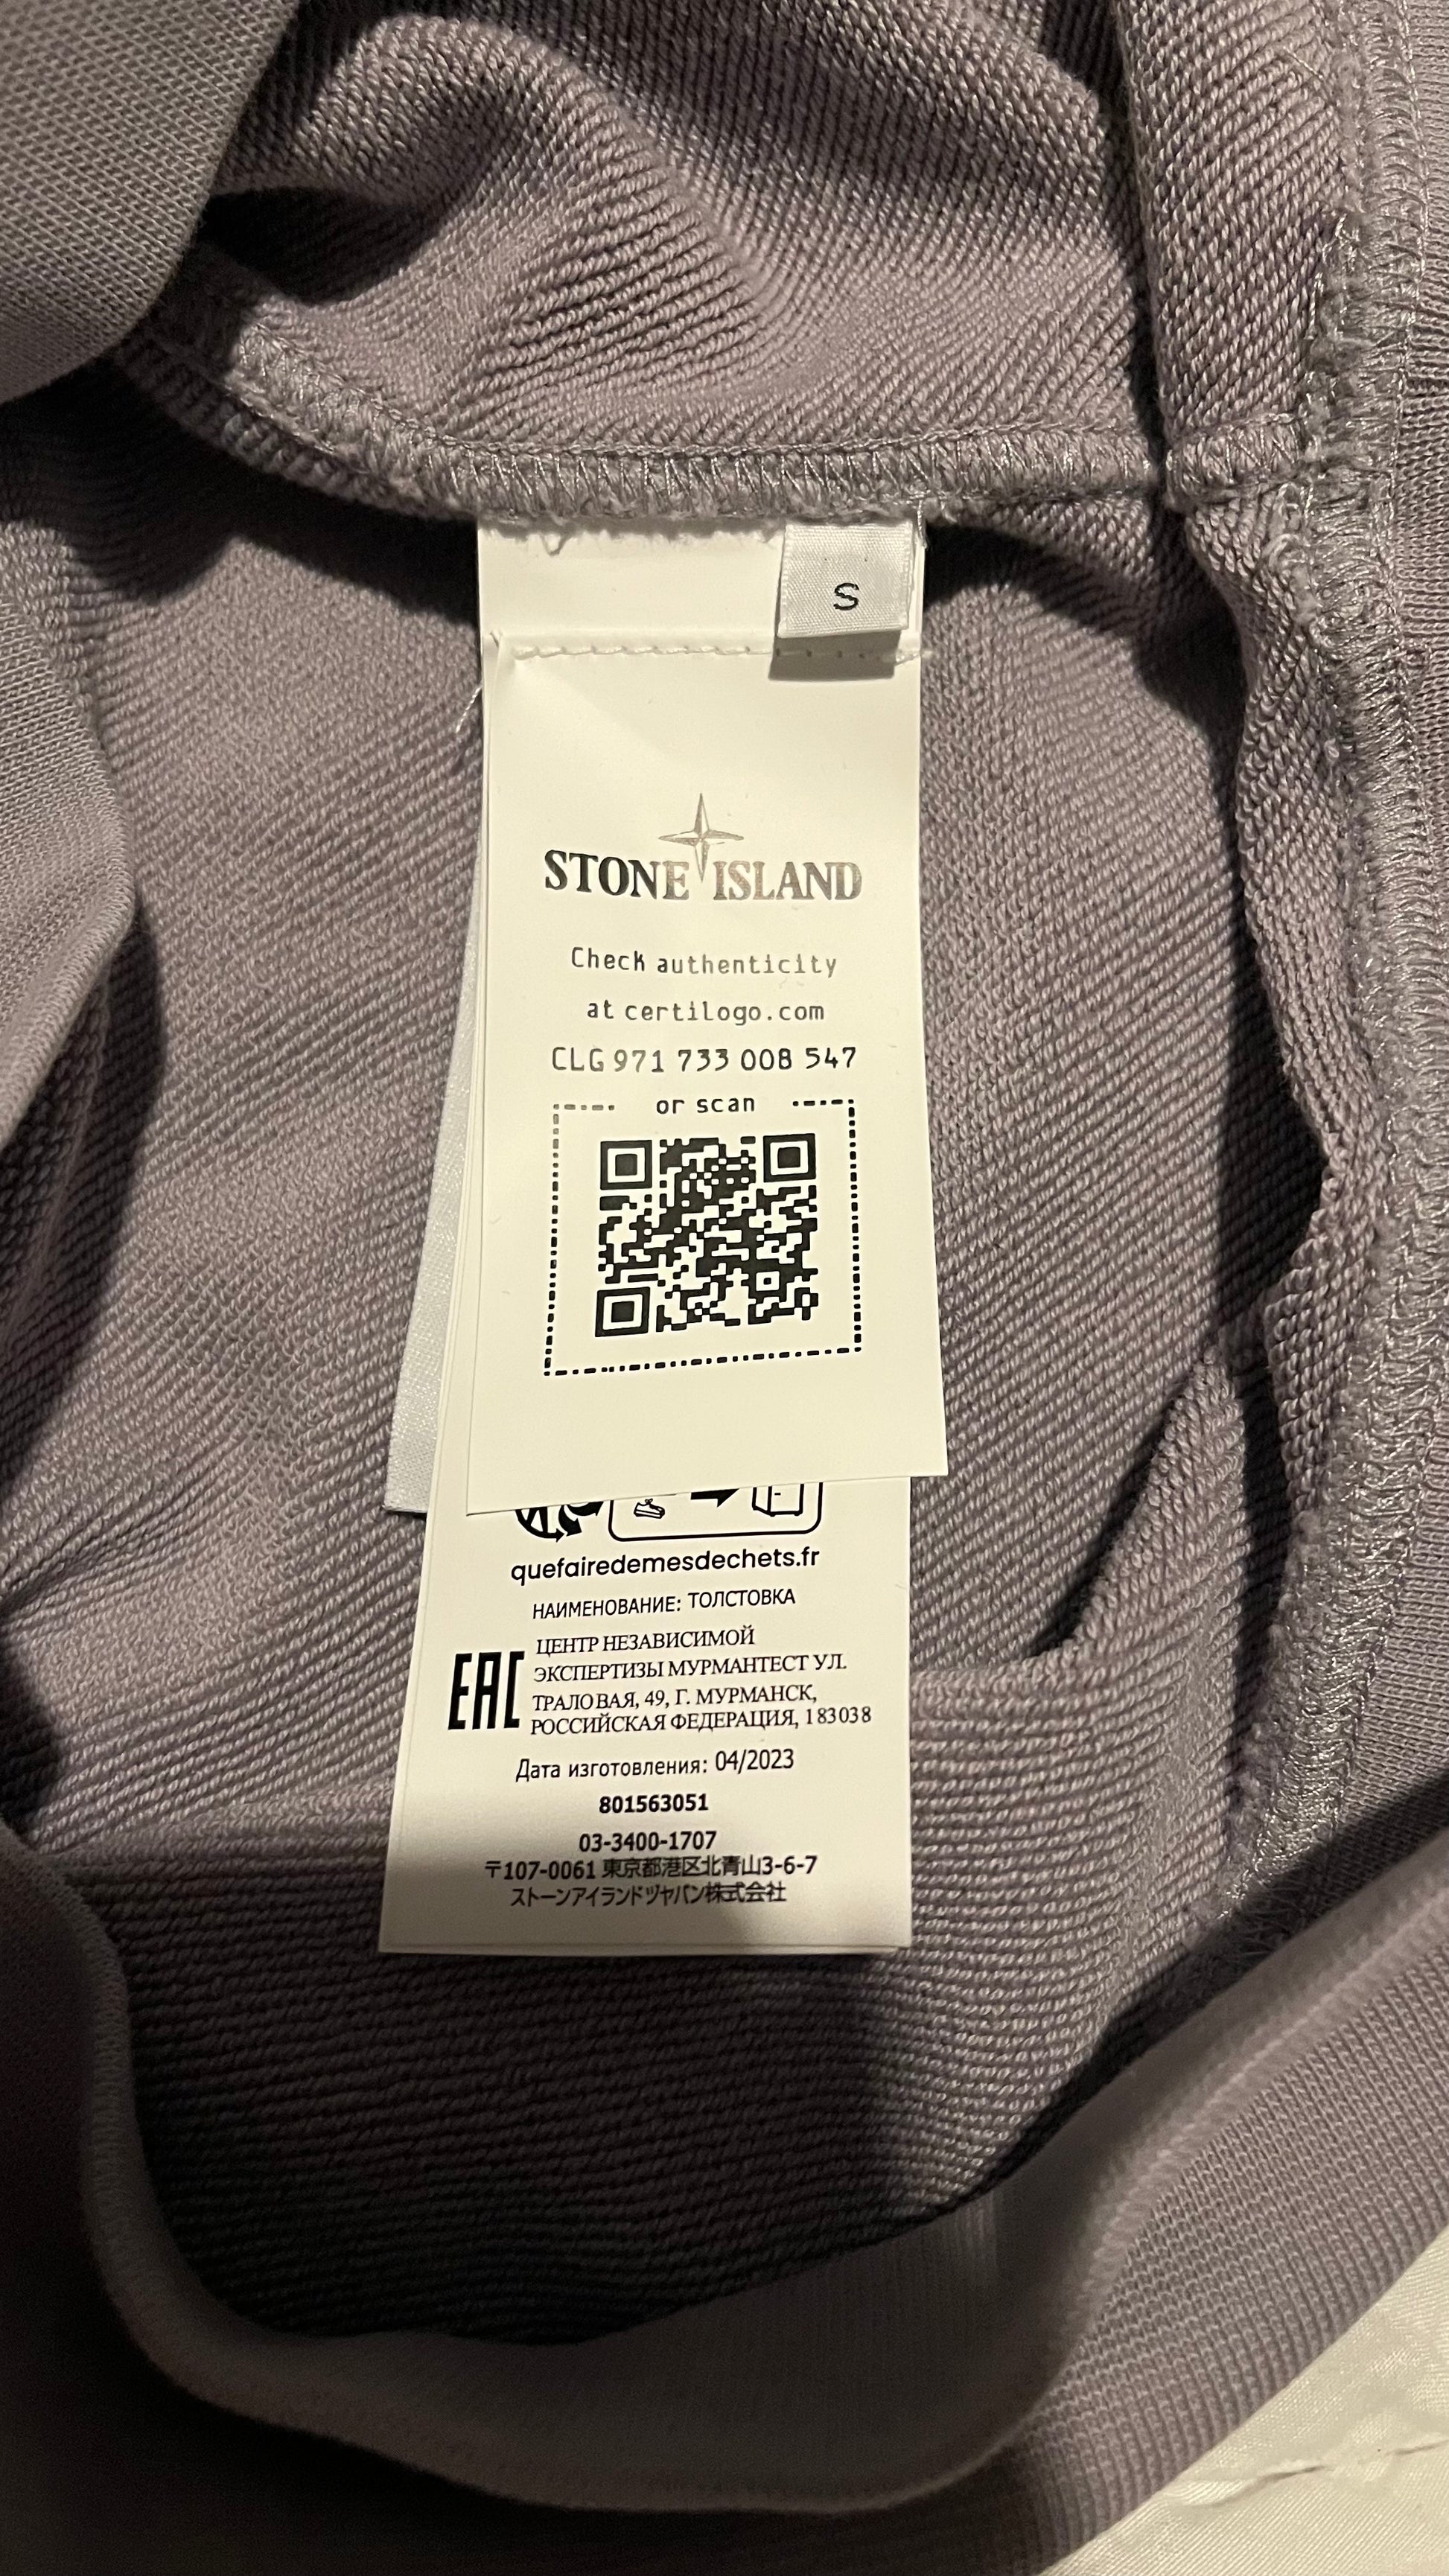 S
STONE ISLAND
Check authenticity
at certilogo.com
CLG 971 733 008 547
or scan
quefairedemesdechets.fr
НАИМЕНОВАНИЕ: ТОЛСТОВКА
ЦЕНТР НЕЗАВИСИМОЙ
ЭКСПЕРТИЗЫ МУРМАНТЕСТ УЛ.
ТРАЛОВАЯ, 49, Г. МУРМАНСК,
РОССИЙСКАЯ ФЕДЕРАЦИЯ, 183038
EAC
Дата изготовления: 04/2023
801563051
03-3400-1707
〒107-0061 東京都港区北青山3-6-7
ストーンアイランドジャパン株式会社